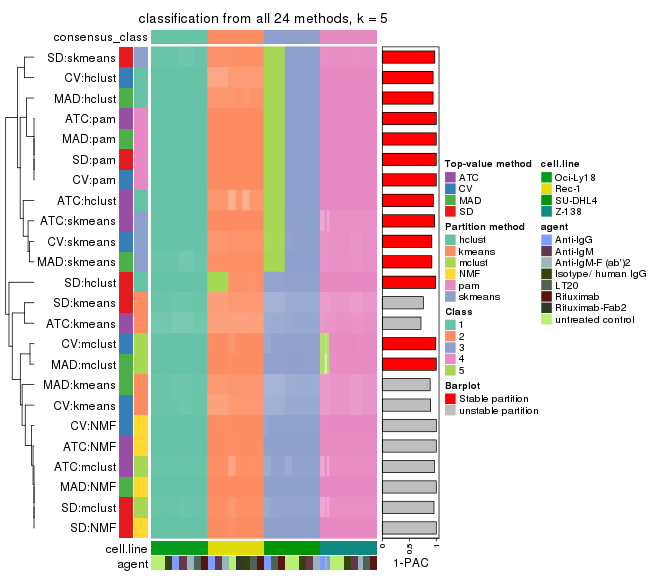 classification from all 24 methods, k = 5
consensus_class
SD:skmeans
CV:hclust
MAD:hclust
ATC:pam
MAD:pam
SD:pam
CV:pam
ATC:hclust
ATC:skmeans
CV:skmeans
MAD:skmeans
SD:hclust
SD:kmeans
ATC:kmeans
CV:mclust
MAD:mclust
MAD:kmeans
CV:kmeans
CV:NMF
ATC:NMF
ATC:mclust
MAD:NMF
SD:mclust
SD:NMF
cell.line
agent
0
0.5
1
1-PAC
Top-value method
ATC
CV
MAD
SD
Partition method
hclust
kmeans
mclust
NMF
pam
skmeans
Class
1
2
3
4
5
Barplot
Stable partition
unstable partition
cell.line
Oci-Ly18
Rec-1
SU-DHL4
Z-138
agent
Anti-IgG
Anti-IgM
Anti-IgM-F (ab')2
Isotype/ human IgG
LT20
Rituximab
Rituximab-Fab2
untreated control